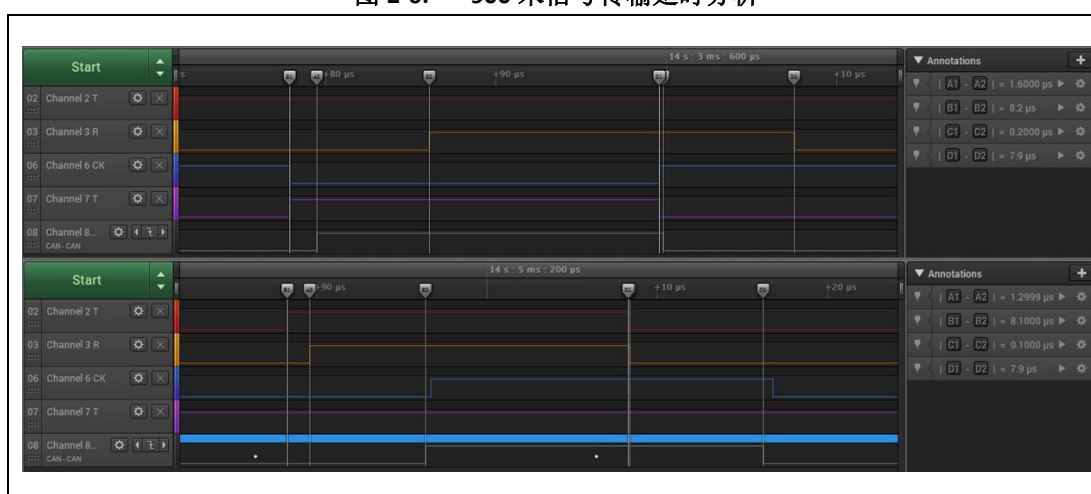 Start
14 s : 3 ms : 600 µs
+80 µs
+90 µs
+10 µs
02 Channel 2 T
03 Channel 3 R
06 Channel 6 CK
07 Channel 7 T
08 Channel 8...
CAN - CAN
Annotations
| A1 - A2 | = 1.6000 µs
| B1 - B2 | = 8.2 µs
| C1 - C2 | = 0.2000 µs
| D1 - D2 | = 7.9 µs
Start
14 s : 5 ms : 200 µs
+90 µs
+10 µs
+20 µs
02 Channel 2 T
03 Channel 3 R
06 Channel 6 CK
07 Channel 7 T
08 Channel 8...
CAN - CAN
Annotations
| A1 - A2 | = 1.2999 µs
| B1 - B2 | = 8.1000 µs
| C1 - C2 | = 0.1000 µs
| D1 - D2 | = 7.9 µs